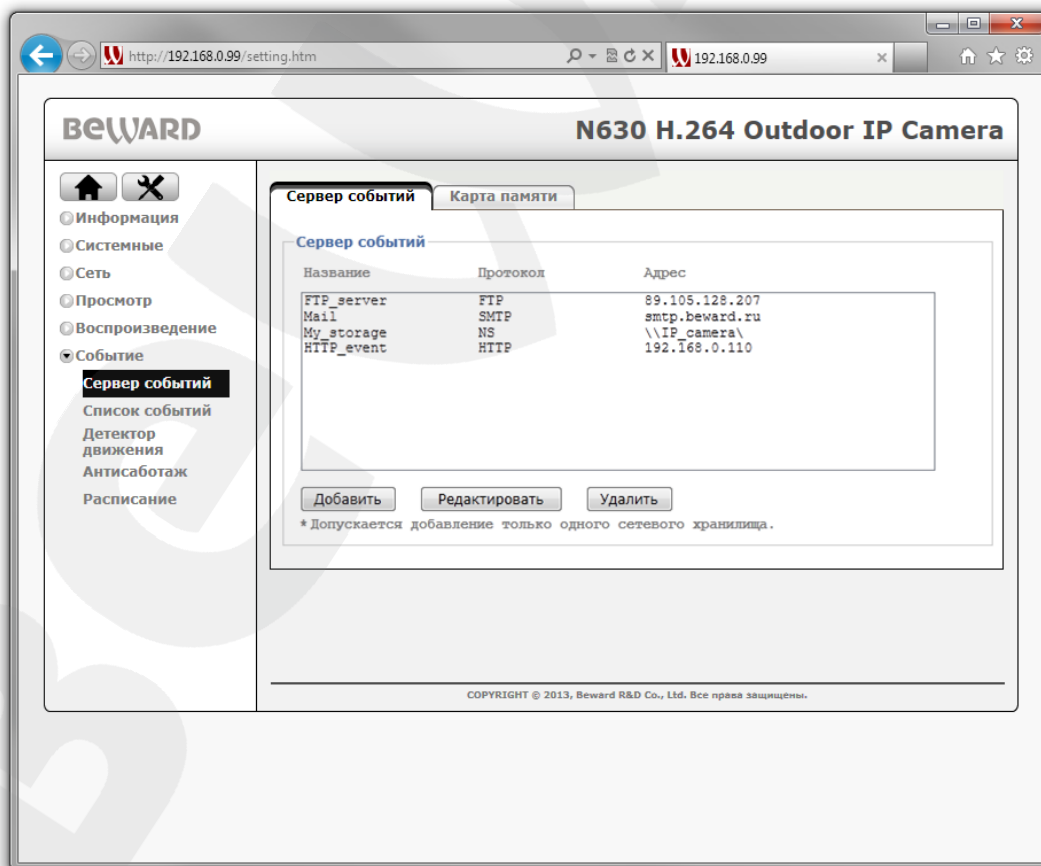 http://192.168.0.99/setting.htm
192.168.0.99
BEWARD
N630 H.264 Outdoor IP Camera
Информация
Системные
Сеть
Просмотр
Воспроизведение
Событие
Сервер событий
Список событий
Детектор
движения
Антисаботаж
Расписание
Сервер событий Карта памяти
Сервер событий
Название Протокол Адрес
FTP_server FTP 89.105.128.207
Mail SMTP smtp.beward.ru
My_storage NS \\IP_camera\
HTTP_event HTTP 192.168.0.110
Добавить Редактировать Удалить
*Допускается добавление только одного сетевого хранилища.
COPYRIGHT © 2013, Beward R&D Co., Ltd. Все права защищены.